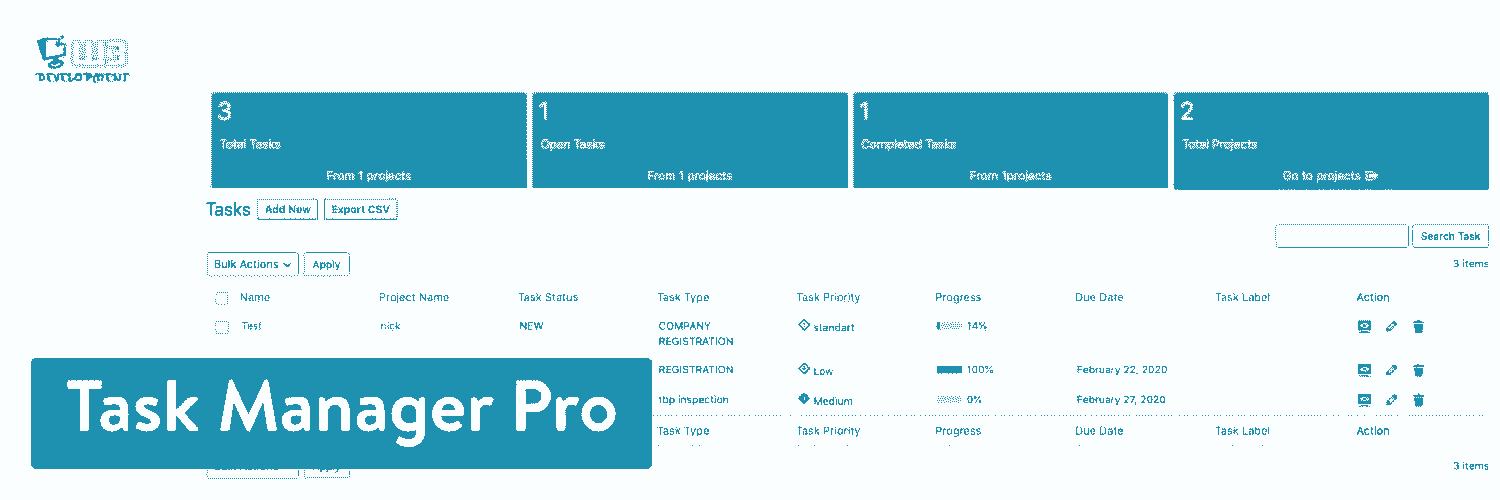 DEVELOPMENT
3
Total Tasks
From 1 projects
1
Open Tasks
From 1 projects
1
Completed Tasks
From 1projects
2
Total Projects
Go to projects
Tasks Add New Export CSV
Search Task
Bulk Actions Apply 3 items
Name Project Name Task Status Task Type Task Priority Progress Due Date Task Label Action
Test nick NEW COMPANY REGISTRATION standart 14%
REGISTRATION Low 100% February 22, 2020
tbp inspection Medium 0% February 27, 2020
Task Type Task Priority Progress Due Date Task Label Action
Task Manager Pro
3 items